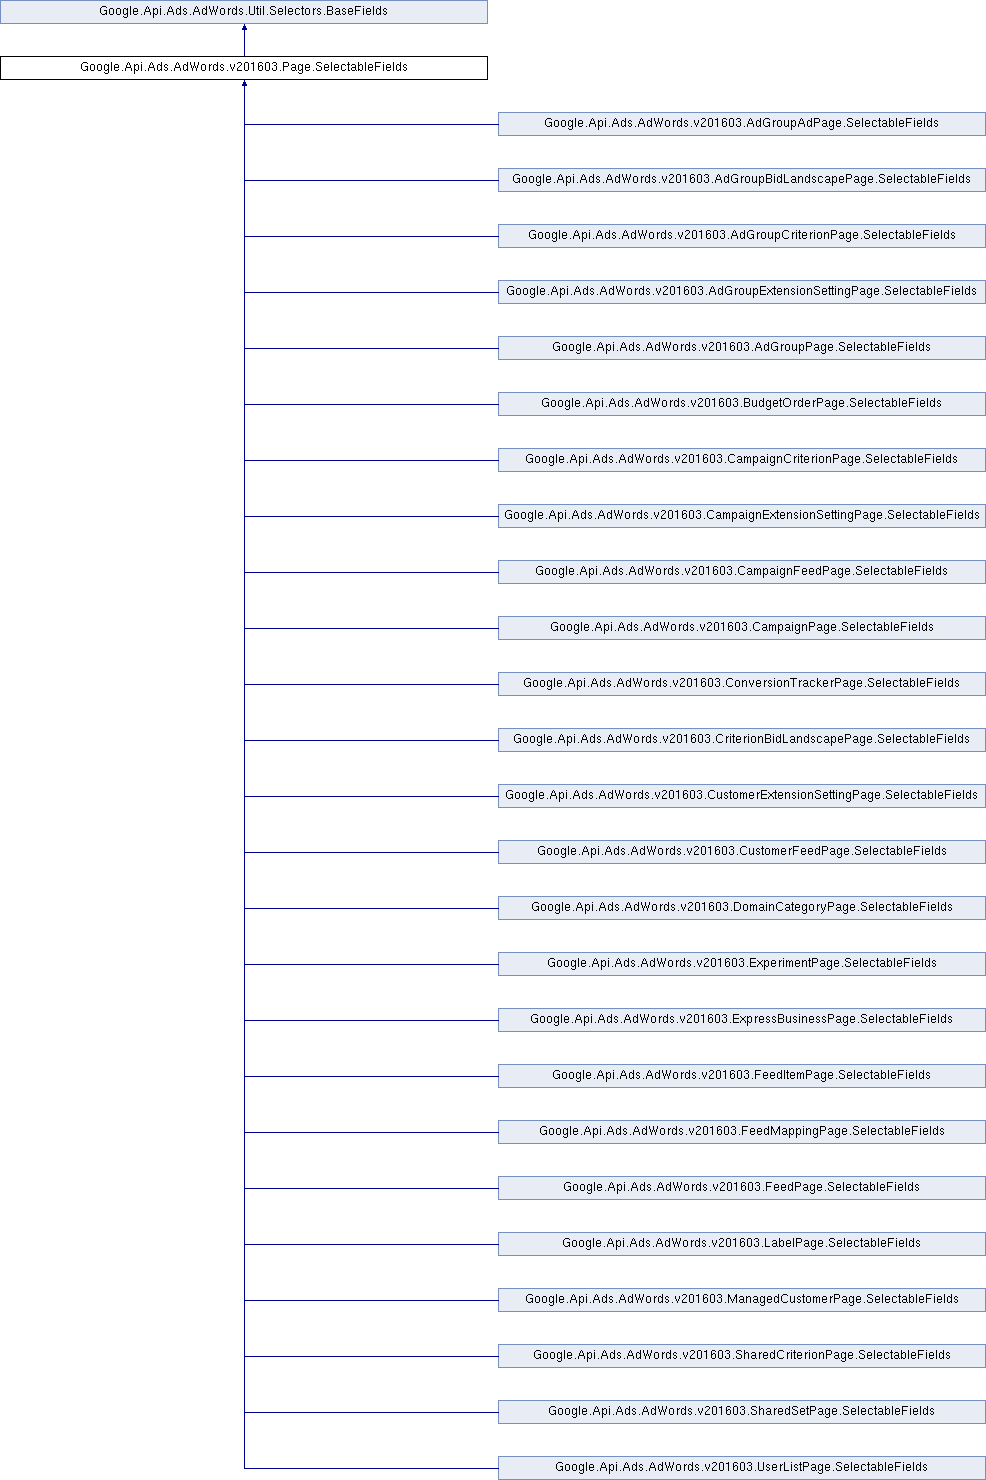 Google.Api.Ads.AdWords.Util.Selectors.BaseFields
Google.Api.Ads.AdWords.v201603.Page.SelectableFields
Google.Api.Ads.AdWords.v201603.AdGroupAdPage.SelectableFields
Google.Api.Ads.AdWords.v201603.AdGroupBidLandscapePage.SelectableFields
Google.Api.Ads.AdWords.v201603.AdGroupCriterionPage.SelectableFields
Google.Api.Ads.AdWords.v201603.AdGroupExtensionSettingPage.SelectableFields
Google.Api.Ads.AdWords.v201603.AdGroupPage.SelectableFields
Google.Api.Ads.AdWords.v201603.BudgetOrderPage.SelectableFields
Google.Api.Ads.AdWords.v201603.CampaignCriterionPage.SelectableFields
Google.Api.Ads.AdWords.v201603.CampaignExtensionSettingPage.SelectableFields
Google.Api.Ads.AdWords.v201603.CampaignFeedPage.SelectableFields
Google.Api.Ads.AdWords.v201603.CampaignPage.SelectableFields
Google.Api.Ads.AdWords.v201603.ConversionTrackerPage.SelectableFields
Google.Api.Ads.AdWords.v201603.CriterionBidLandscapePage.SelectableFields
Google.Api.Ads.AdWords.v201603.CustomerExtensionSettingPage.SelectableFields
Google.Api.Ads.AdWords.v201603.CustomerFeedPage.SelectableFields
Google.Api.Ads.AdWords.v201603.DomainCategoryPage.SelectableFields
Google.Api.Ads.AdWords.v201603.ExperimentPage.SelectableFields
Google.Api.Ads.AdWords.v201603.ExpressBusinessPage.SelectableFields
Google.Api.Ads.AdWords.v201603.FeedItemPage.SelectableFields
Google.Api.Ads.AdWords.v201603.FeedMappingPage.SelectableFields
Google.Api.Ads.AdWords.v201603.FeedPage.SelectableFields
Google.Api.Ads.AdWords.v201603.LabelPage.SelectableFields
Google.Api.Ads.AdWords.v201603.ManagedCustomerPage.SelectableFields
Google.Api.Ads.AdWords.v201603.SharedCriterionPage.SelectableFields
Google.Api.Ads.AdWords.v201603.SharedSetPage.SelectableFields
Google.Api.Ads.AdWords.v201603.UserListPage.SelectableFields